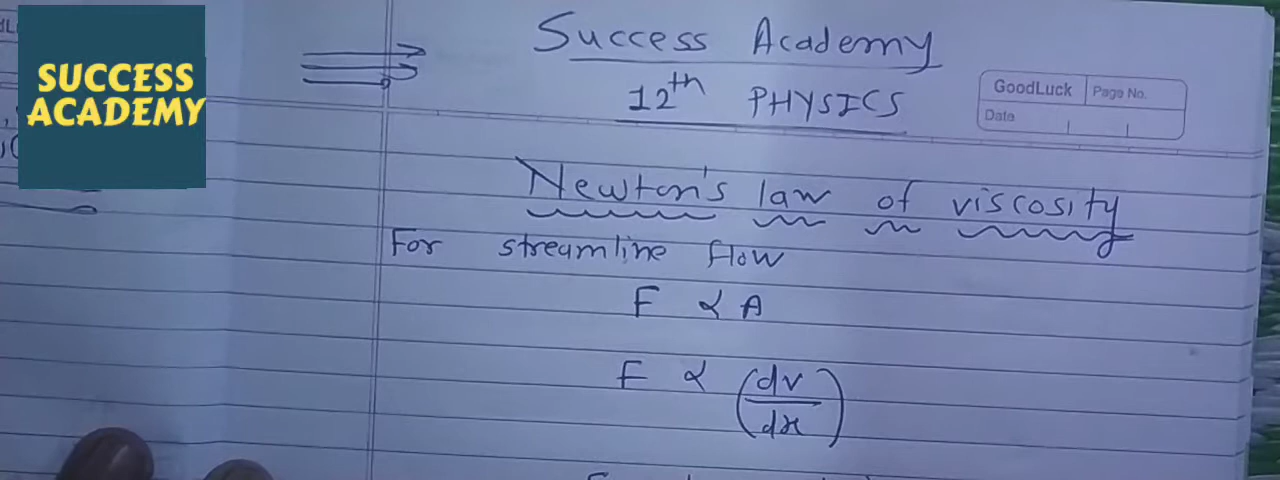 SUCCESS
ACADEMY
Success Academy
12th PHYSICS
GoodLuck Page No.
Date
Newton's law of viscosity
For streamline flow
F ∝ A
F ∝ (dv/dx)